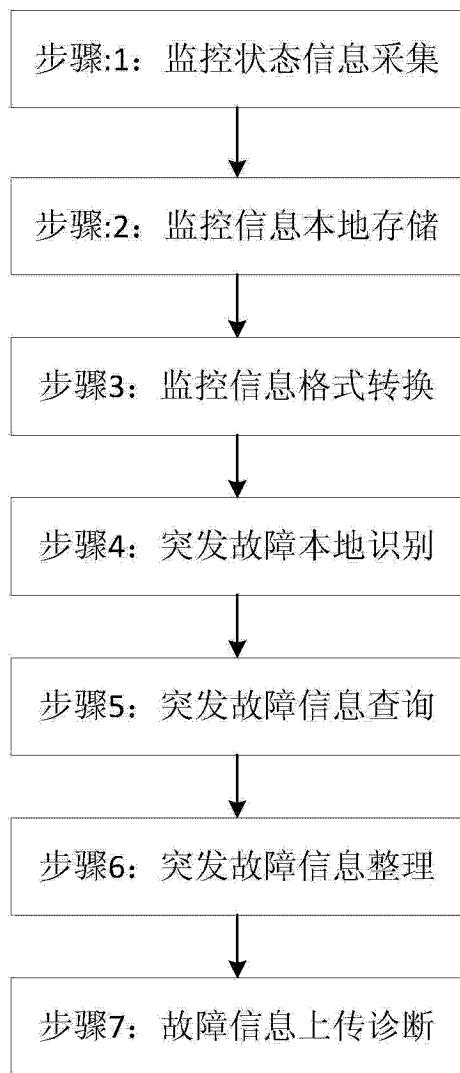 步骤:1：监控状态信息采集
步骤:2：监控信息本地存储
步骤3：监控信息格式转换
步骤4：突发故障本地识别
步骤5：突发故障信息查询
步骤6：突发故障信息整理
步骤7：故障信息上传诊断